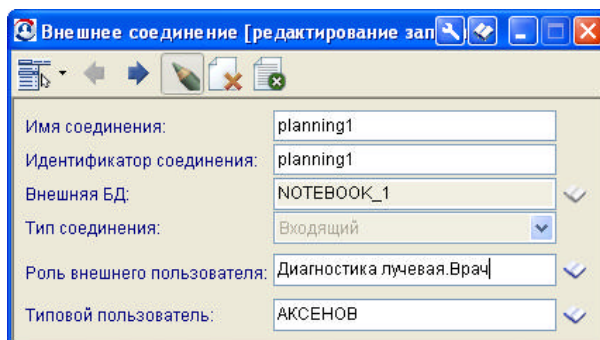 Внешнее соединение [редактирование зап
Имя соединения: planning1
Идентификатор соединения: planning1
Внешняя БД: NOTEBOOK_1
Тип соединения: Входящий
Роль внешнего пользователя: Диагностика лучевая.Врач
Типовой пользователь: АКСЕНОВ